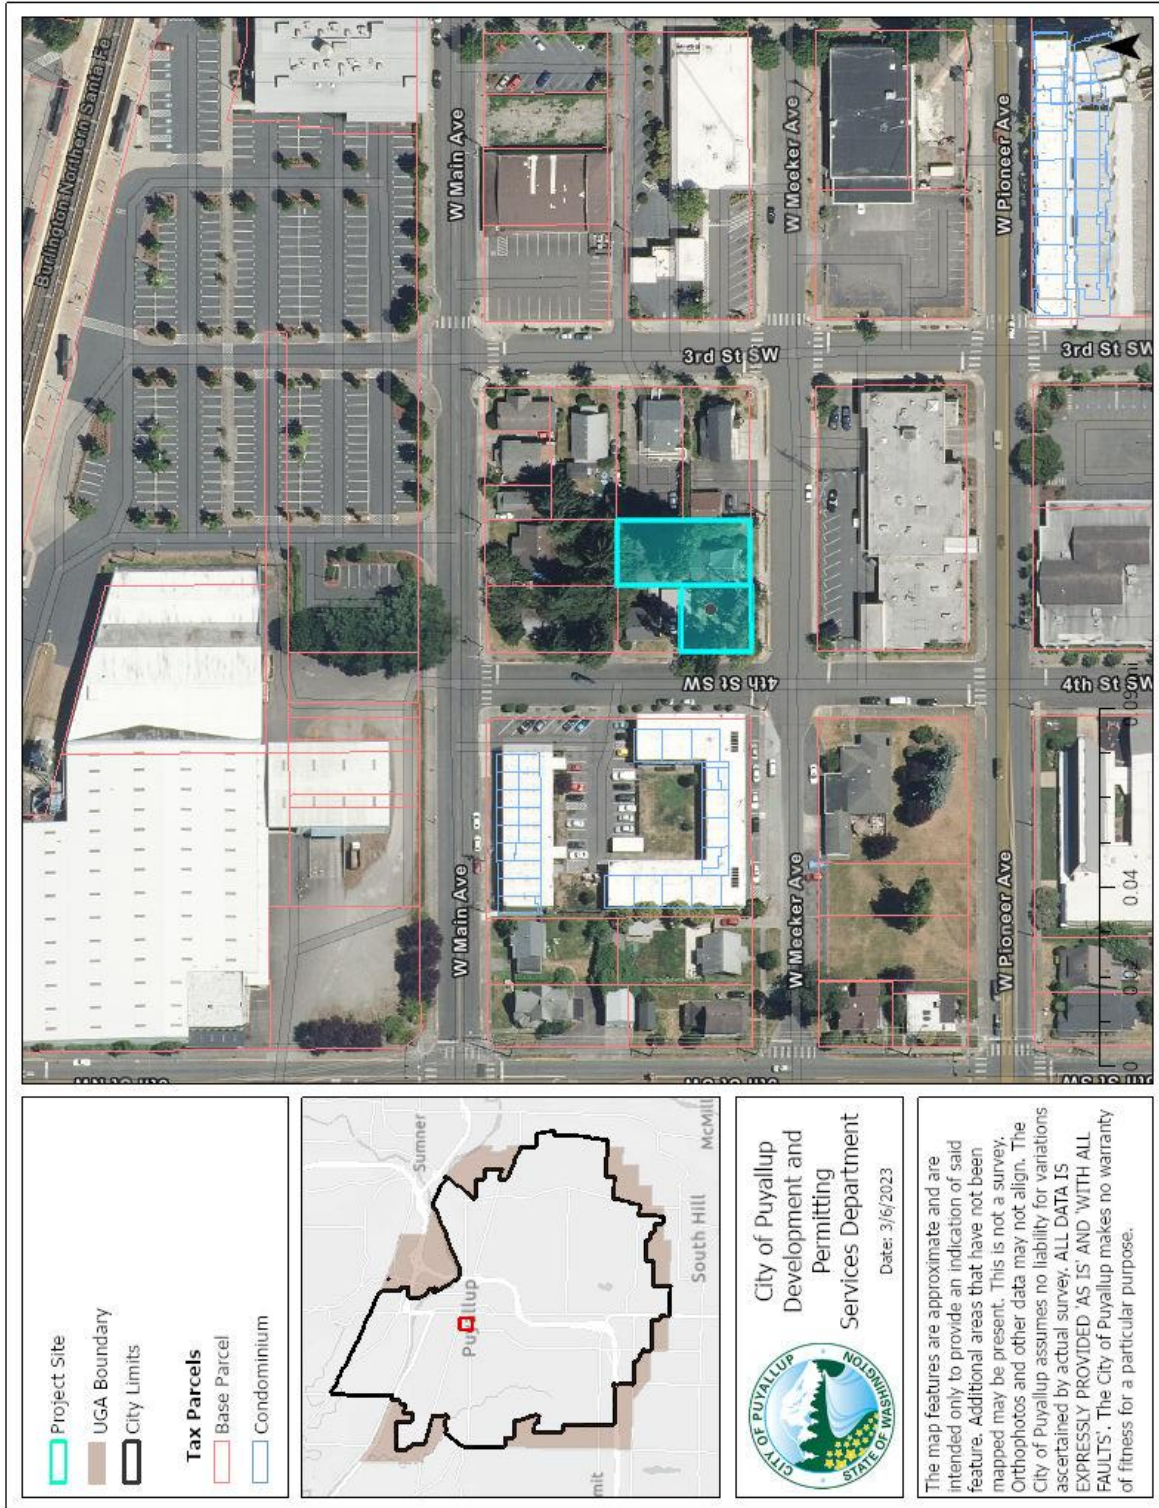 Burlington Northern Santa Fe
W Main Ave
W Meeker Ave
W Pioneer Ave
3rd St SW
3rd St SW
4th St SW
4th St SW
W Main Ave
W Meeker Ave
W Pioneer Ave
0
0.04
Project Site
UGA Boundary
City Limits
Tax Parcels
Base Parcel
Condominium
Sumner
Puyallup
South Hill
McMill
mit
CITY OF PUYALLUP
STATE OF WASHINGTON
City of Puyallup
Development and
Permitting
Services Department
Date: 3/6/2023
The map features are approximate and are
intended only to provide an indication of said
feature. Additional areas that have not been
mapped may be present. This is not a survey.
Orthophotos and other data may not align. The
City of Puyallup assumes no liability for variations
ascertained by actual survey. ALL DATA IS
EXPRESSLY PROVIDED 'AS IS' AND 'WITH ALL
FAULTS'. The City of Puyallup makes no warranty
of fitness for a particular purpose.